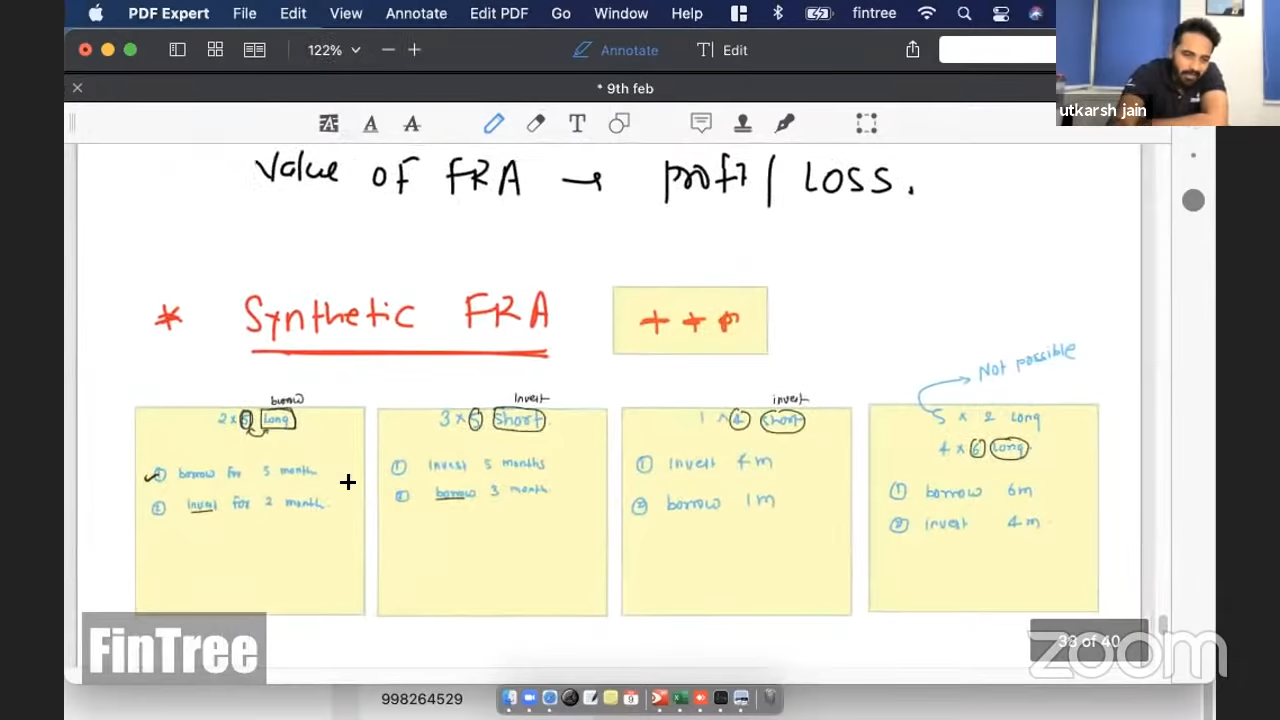 PDF Expert File Edit View Annotate Edit PDF Go Window Help fintree
122% Annotate T Edit
* 9th feb
utkarsh jain
Value OF FRA → profit / LOSS.
* Synthetic FRA
Not possible
borrow
2 x 5 Long
① borrow for 5 month
② invest for 2 month
Invest
3 x 5 short
① Invest 5 months
② borrow 3 month
invest
1 x 4 short
① invest 4m
② borrow 1m
5 x 2 Long
4 x 6 Long
① borrow 6m
② invest 4m
FinTree
33 of 40
zoom
998264529